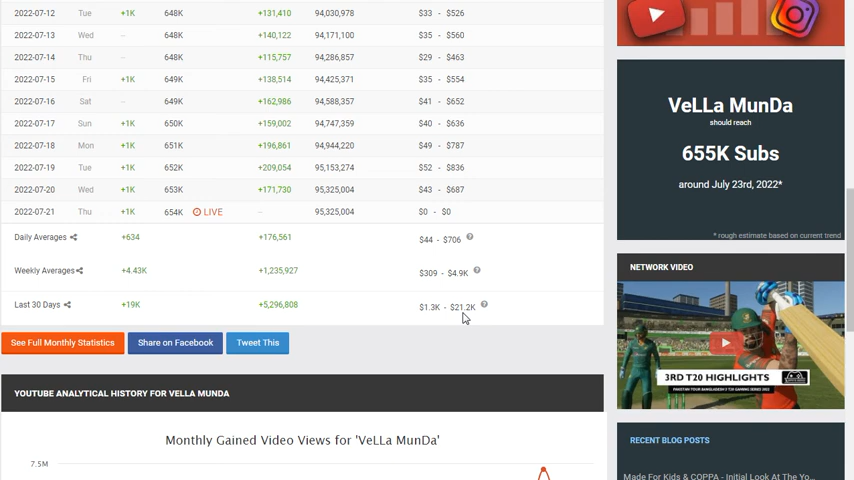 2022-07-12 Tue +1K 648K +131,410 94,030,978 $33 - $526
2022-07-13 Wed -- 648K +140,122 94,171,100 $35 - $560
2022-07-14 Thu -- 648K +115,757 94,286,857 $29 - $463
2022-07-15 Fri +1K 649K +138,514 94,425,371 $35 - $554
2022-07-16 Sat -- 649K +162,986 94,588,357 $41 - $652
2022-07-17 Sun +1K 650K +159,002 94,747,359 $40 - $636
2022-07-18 Mon +1K 651K +196,861 94,944,220 $49 - $787
2022-07-19 Tue +1K 652K +209,054 95,153,274 $52 - $836
2022-07-20 Wed +1K 653K +171,730 95,325,004 $43 - $687
2022-07-21 Thu +1K 654K LIVE -- 95,325,004 $0 - $0
Daily Averages +634 +176,561 $44 - $706
Weekly Averages +4.43K +1,235,927 $309 - $4.9K
Last 30 Days +19K +5,296,808 $1.3K - $21.2K
See Full Monthly Statistics Share on Facebook Tweet This
YOUTUBE ANALYTICAL HISTORY FOR VELLA MUNDA
Monthly Gained Video Views for 'VeLLa MunDa'
7.5M
VeLLa MunDa
should reach
655K Subs
around July 23rd, 2022*
* rough estimate based on current trend
NETWORK VIDEO
3RD T20 HIGHLIGHTS
RECENT BLOG POSTS
Made For Kids & COPPA - Initial Look At The Yo...